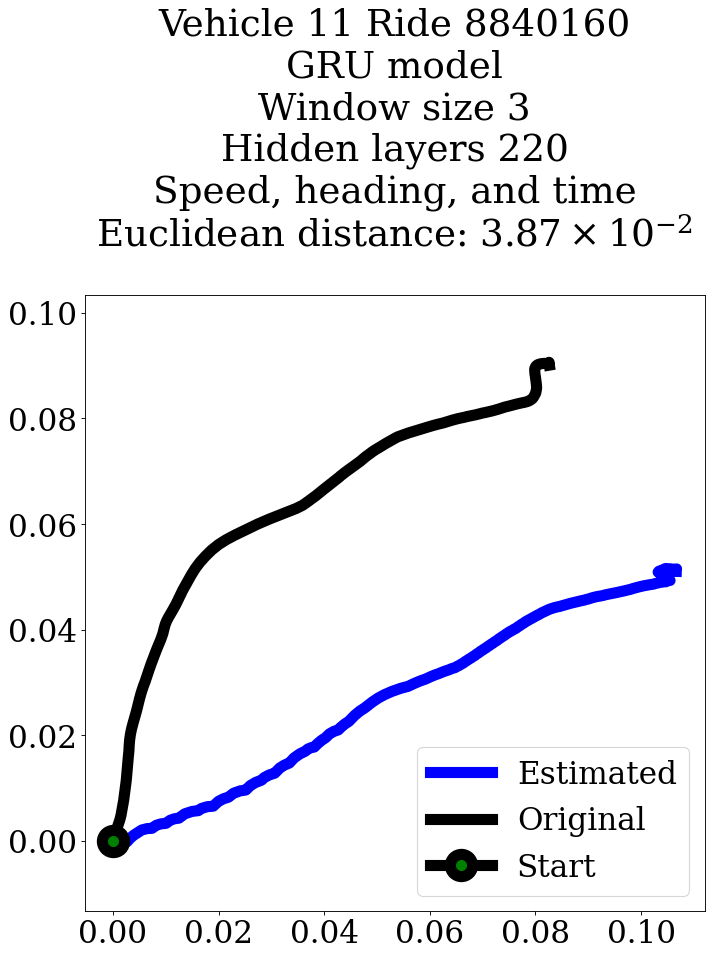 Vehicle 11 Ride 8840160
GRU model
Window size 3
Hidden layers 220
Speed, heading, and time
Euclidean distance: 3.87 × 10⁻²
0.10
0.08
0.06
0.04
0.02
0.00
Estimated
Original
Start
0.00 0.02 0.04 0.06 0.08 0.10